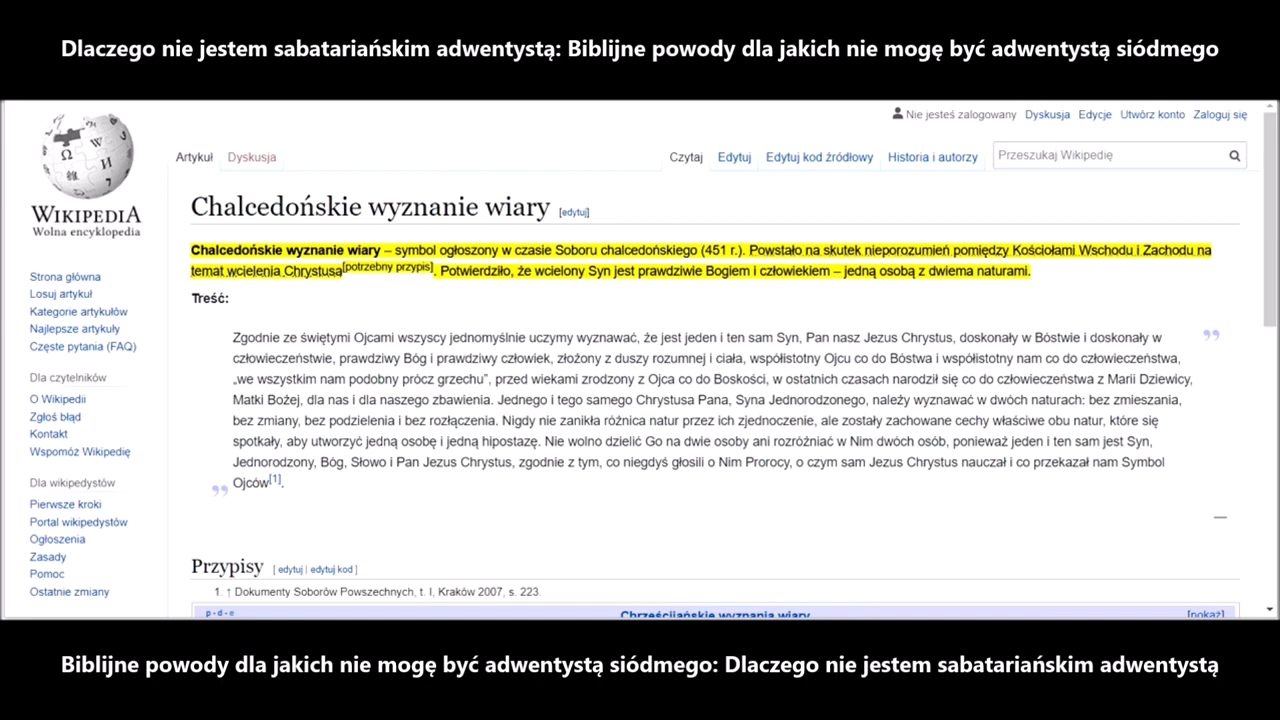 Dlaczego nie jestem sabatariańskim adwentystą: Biblijne powody dla jakich nie mogę być adwentystą siódmego
Nie jesteś zalogowany Dyskusja Edycje Utwórz konto Zaloguj się
Artykuł Dyskusja Czytaj Edytuj Edytuj kod źródłowy Historia i autorzy Przeszukaj Wikipedię
WIKIPEDIA
Wolna encyklopedia
Strona główna
Losuj artykuł
Kategorie artykułów
Najlepsze artykuły
Częste pytania (FAQ)
Dla czytelników
O Wikipedii
Zgłoś błąd
Kontakt
Wspomóż Wikipedię
Dla wikipedystów
Pierwsze kroki
Portal wikipedystów
Ogłoszenia
Zasady
Pomoc
Ostatnie zmiany
Chalcedońskie wyznanie wiary [edytuj]
Chalcedońskie wyznanie wiary – symbol ogłoszony w czasie Soboru chalcedońskiego (451 r.). Powstało na skutek nieporozumień pomiędzy Kościołami Wschodu i Zachodu na
temat wcielenia Chrystusa[potrzebny przypis]. Potwierdziło, że wcielony Syn jest prawdziwie Bogiem i człowiekiem – jedną osobą z dwiema naturami.
Treść:
Zgodnie ze świętymi Ojcami wszyscy jednomyślnie uczymy wyznawać, że jest jeden i ten sam Syn, Pan nasz Jezus Chrystus, doskonały w Bóstwie i doskonały w
człowieczeństwie, prawdziwy Bóg i prawdziwy człowiek, złożony z duszy rozumnej i ciała, współistotny Ojcu co do Bóstwa i współistotny nam co do człowieczeństwa,
„we wszystkim nam podobny prócz grzechu”, przed wiekami zrodzony z Ojca co do Boskości, w ostatnich czasach narodził się co do człowieczeństwa z Marii Dziewicy,
Matki Bożej, dla nas i dla naszego zbawienia. Jednego i tego samego Chrystusa Pana, Syna Jednorodzonego, należy wyznawać w dwóch naturach: bez zmieszania,
bez zmiany, bez podzielenia i bez rozłączenia. Nigdy nie zanikła różnica natur przez ich zjednoczenie, ale zostały zachowane cechy właściwe obu natur, które się
spotkały, aby utworzyć jedną osobę i jedną hipostazę. Nie wolno dzielić Go na dwie osoby ani rozróżniać w Nim dwóch osób, ponieważ jeden i ten sam jest Syn,
Jednorodzony, Bóg, Słowo i Pan Jezus Chrystus, zgodnie z tym, co niegdyś głosili o Nim Prorocy, o czym sam Jezus Chrystus nauczał i co przekazał nam Symbol
Ojców[1].
—
Przypisy [ edytuj | edytuj kod ]
1. ↑ Dokumenty Soborów Powszechnych, t. I, Kraków 2007, s. 223.
p · d · e Chrześcijańskie wyznania wiary [pokaż]
Biblijne powody dla jakich nie mogę być adwentystą siódmego: Dlaczego nie jestem sabatariańskim adwentystą